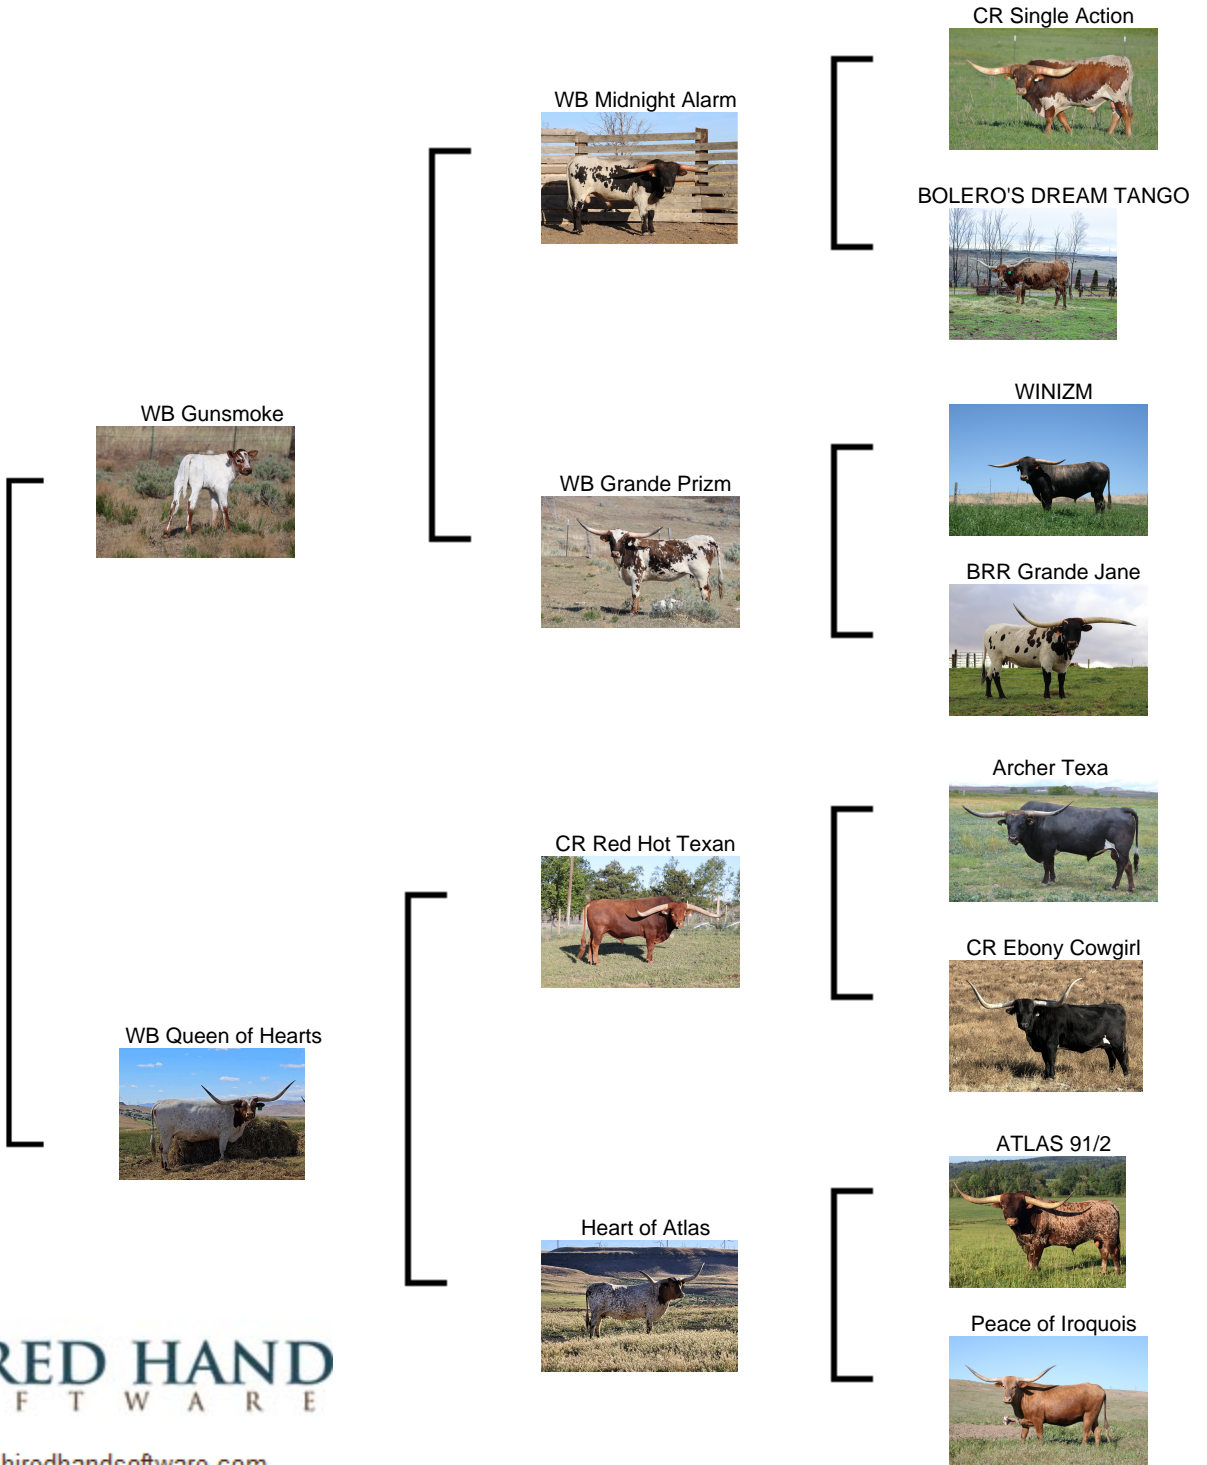 CR Single Action
WB Midnight Alarm
BOLERO'S DREAM TANGO
WINIZM
WB Gunsmoke
WB Grande Prizm
BRR Grande Jane
Archer Texa
CR Red Hot Texan
CR Ebony Cowgirl
WB Queen of Hearts
ATLAS 91/2
Heart of Atlas
Peace of Iroquois
RED HAND
F T W A R E
hiredhandsoftware.com